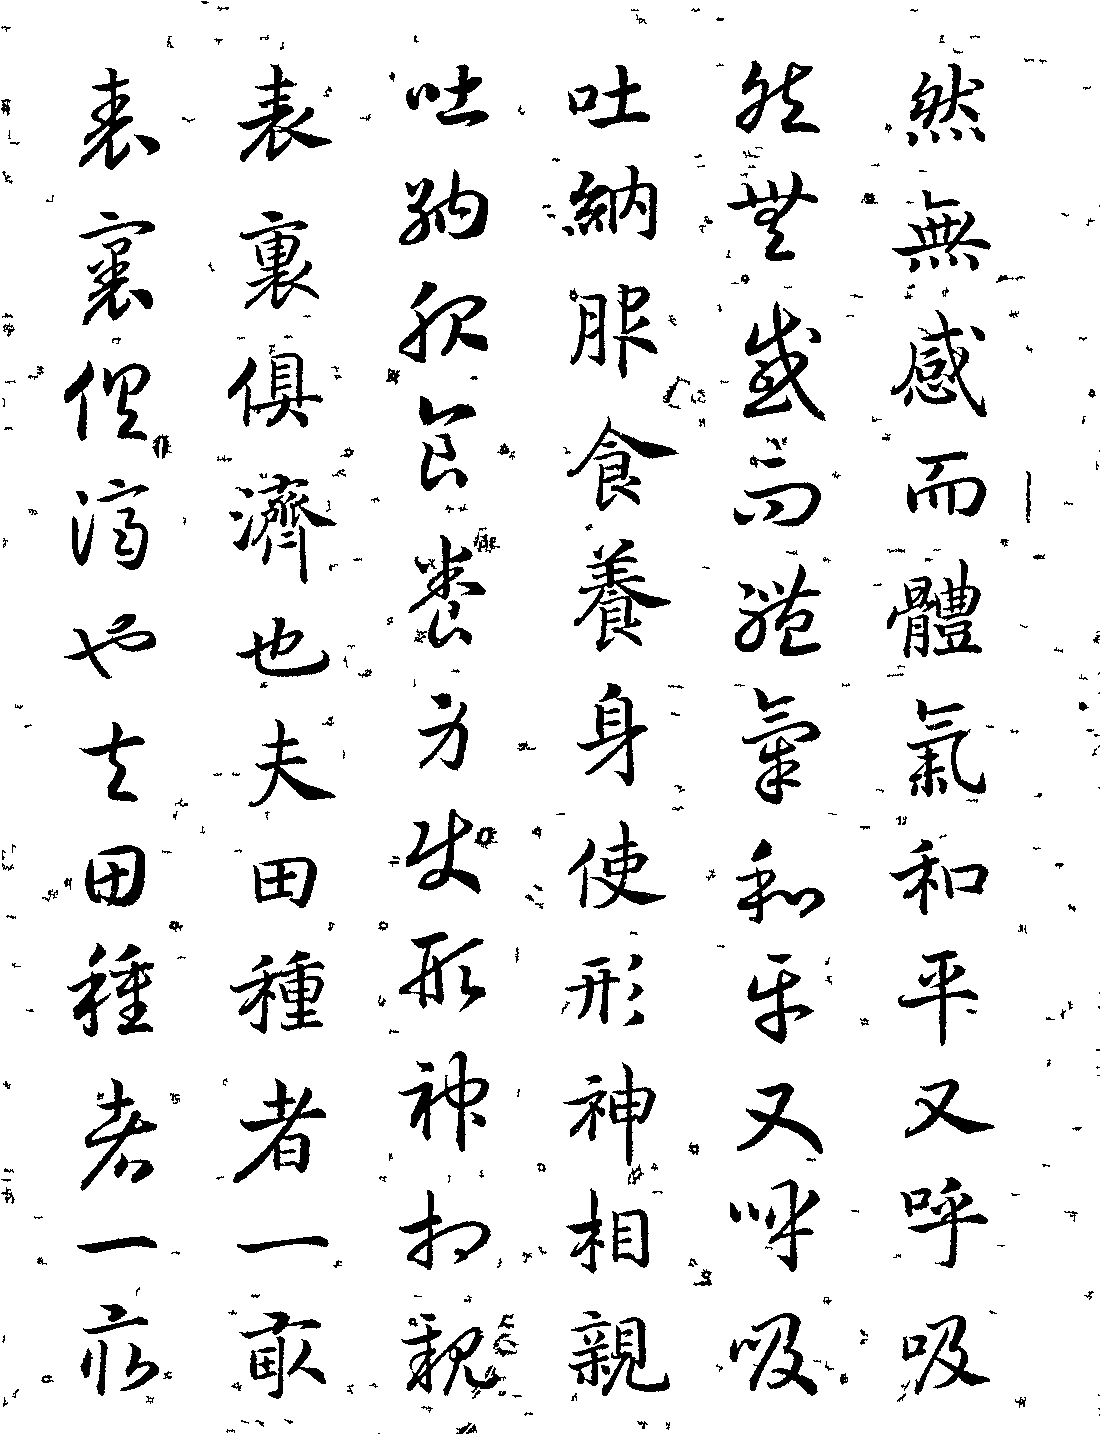 然無感而體氣和平又呼吸
然無感而體氣和平又呼吸
吐納服食養身使形神相親
吐納服食養身使形神相親
表裏俱濟也夫田種者一畝
表裏俱濟也夫田種者一畝